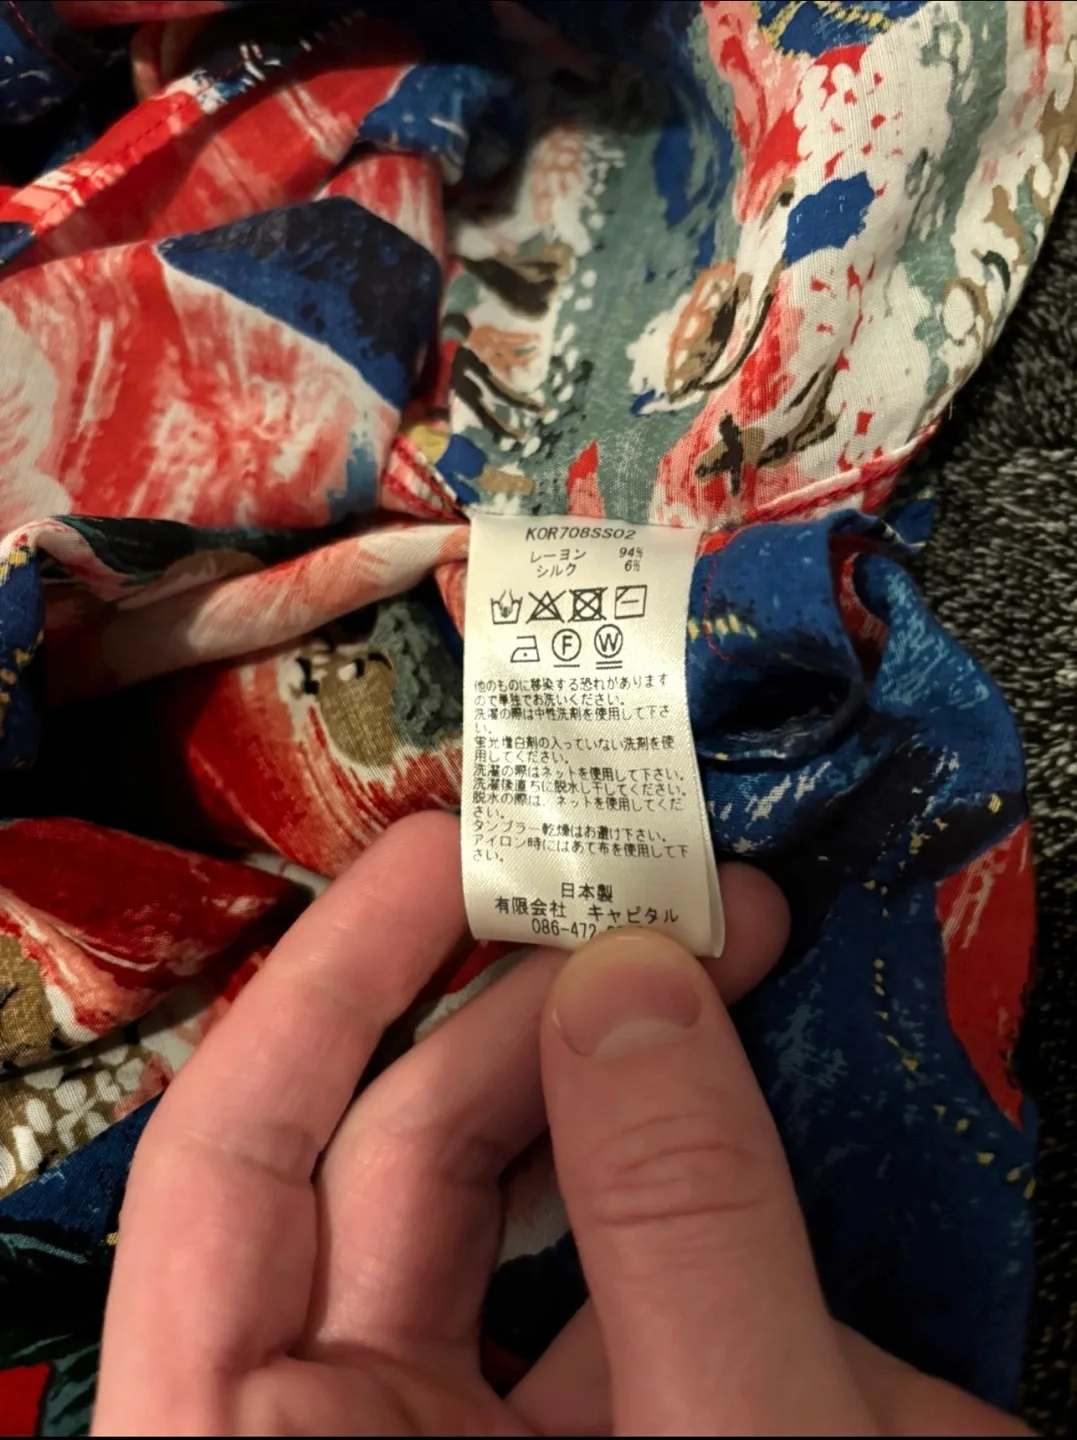 KOR708SS02
レーヨン 94%
シルク 6%
F W
他のものに移染する恐れがあります
ので単独でお洗いください。
洗濯の際は中性洗剤を使用して下さ
い。
蛍光増白剤の入っていない洗剤を使
用してください。
洗濯の際はネットを使用して下さい。
洗濯後直ちに脱水し干してください。
脱水の際は、ネットを使用してくだ
さい。
タンブラー乾燥はお避け下さい。
アイロン時にはあて布を使用して下
さい。
日本製
有限会社 キャピタル
086-472